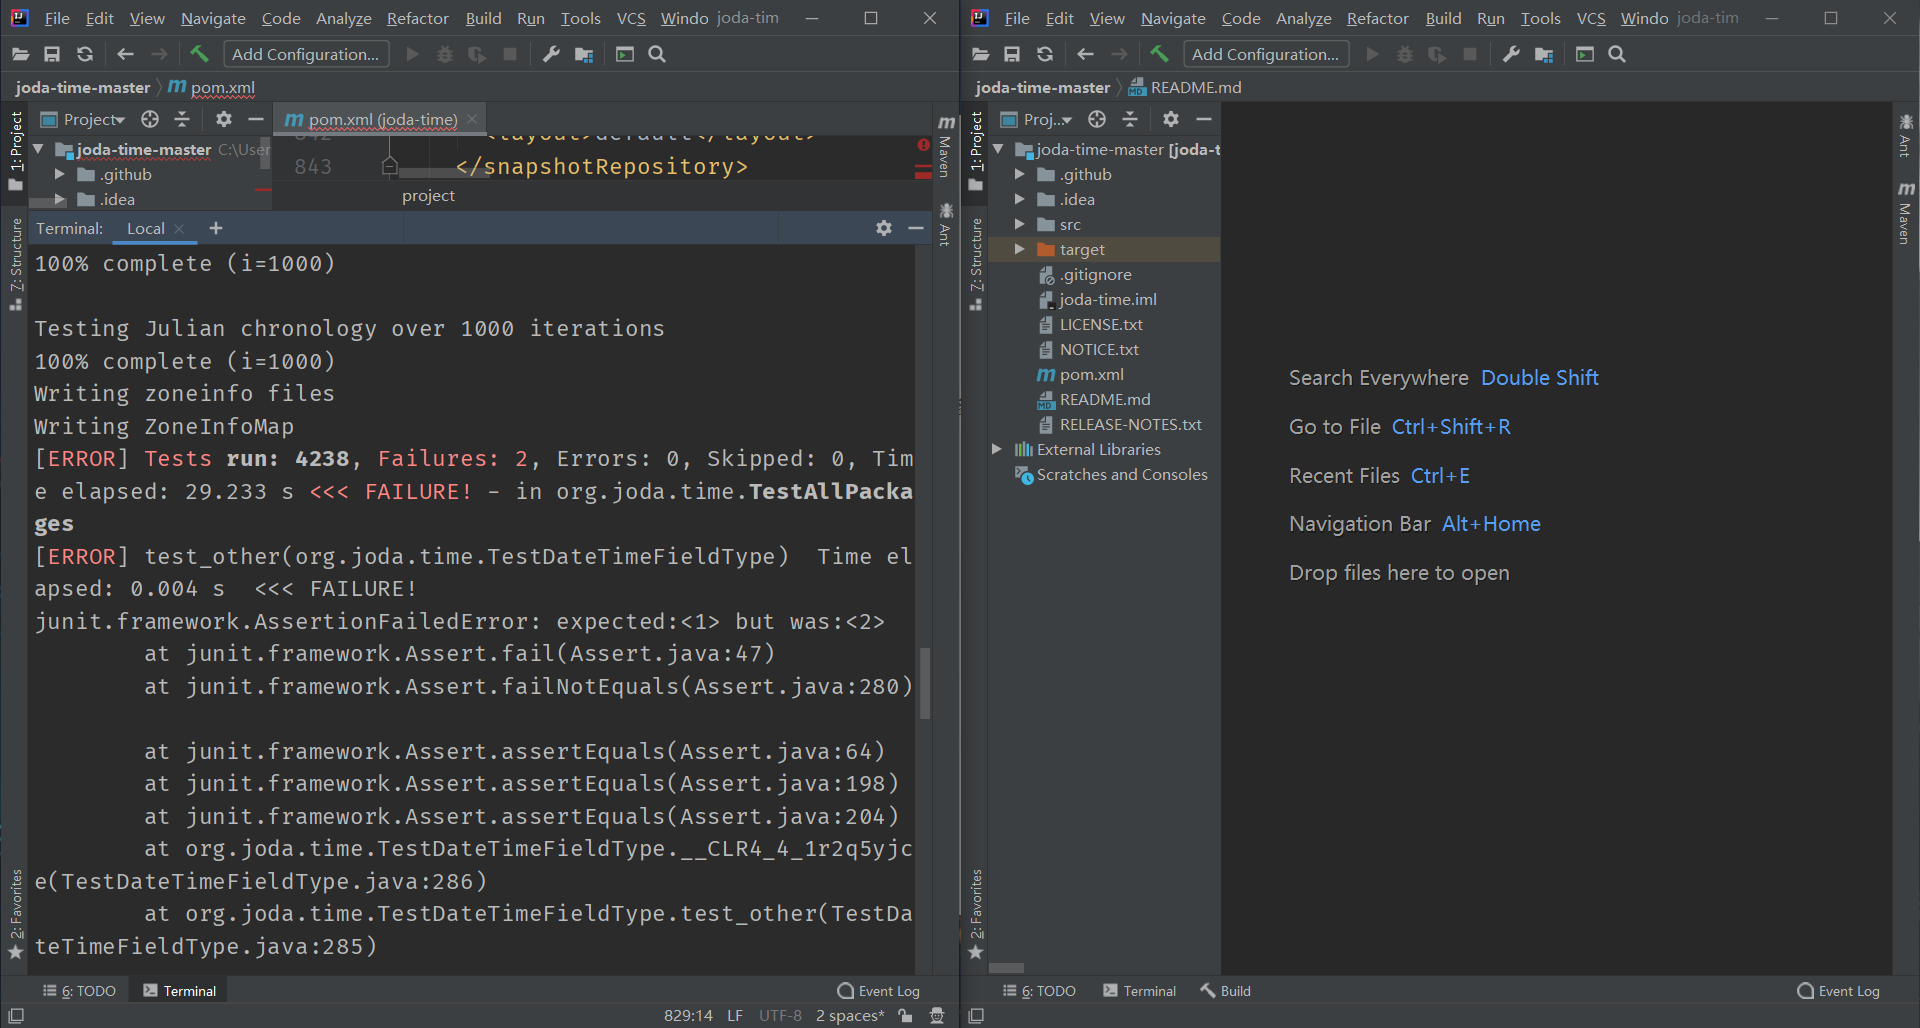 File Edit View Navigate Code Analyze Refactor Build Run Tools VCS Windo joda-tim
Add Configuration...
joda-time-master pom.xml
Project pom.xml (joda-time)
joda-time-master C:\User
.github
.idea
842 <layout>default</layout>
843 </snapshotRepository>
project
Terminal: Local
100% complete (i=1000)
Testing Julian chronology over 1000 iterations
100% complete (i=1000)
Writing zoneinfo files
Writing ZoneInfoMap
[ERROR] Tests run: 4238, Failures: 2, Errors: 0, Skipped: 0, Tim
e elapsed: 29.233 s <<< FAILURE! - in org.joda.time.TestAllPacka
ges
[ERROR] test_other(org.joda.time.TestDateTimeFieldType)  Time el
apsed: 0.004 s  <<< FAILURE!
junit.framework.AssertionFailedError: expected:<1> but was:<2>
at junit.framework.Assert.fail(Assert.java:47)
at junit.framework.Assert.failNotEquals(Assert.java:280)
at junit.framework.Assert.assertEquals(Assert.java:64)
at junit.framework.Assert.assertEquals(Assert.java:198)
at junit.framework.Assert.assertEquals(Assert.java:204)
at org.joda.time.TestDateTimeFieldType.__CLR4_4_1r2q5yjc
e(TestDateTimeFieldType.java:286)
at org.joda.time.TestDateTimeFieldType.test_other(TestDa
teTimeFieldType.java:285)
1: Project
7: Structure
2: Favorites
Maven
Ant
6: TODO Terminal Event Log
829:14 LF UTF-8 2 spaces*
File Edit View Navigate Code Analyze Refactor Build Run Tools VCS Windo joda-tim
Add Configuration...
joda-time-master README.md
Proj...
joda-time-master [joda-t
.github
.idea
src
target
.gitignore
joda-time.iml
LICENSE.txt
NOTICE.txt
pom.xml
README.md
RELEASE-NOTES.txt
External Libraries
Scratches and Consoles
Search Everywhere Double Shift
Go to File Ctrl+Shift+R
Recent Files Ctrl+E
Navigation Bar Alt+Home
Drop files here to open
1: Project
7: Structure
2: Favorites
Ant
Maven
6: TODO Terminal Build Event Log